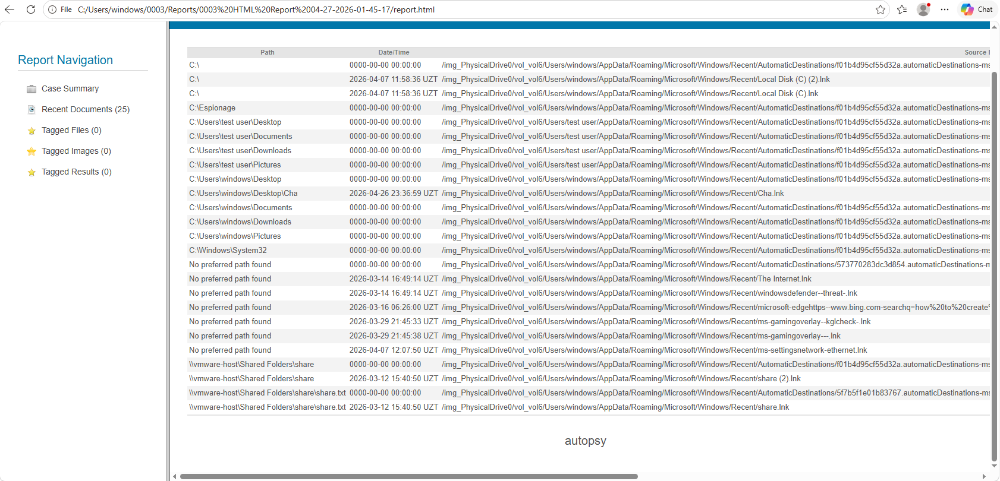 File C:/Users/windows/0003/Reports/0003%20HTML%20Report%2004-27-2026-01-45-17/report.html
Chat
Report Navigation
Case Summary
Recent Documents (25)
Tagged Files (0)
Tagged Images (0)
Tagged Results (0)
Path Date/Time Source
C:\ 0000-00-00 00:00:00 /img_PhysicalDrive0/vol_vol6/Users/windows/AppData/Roaming/Microsoft/Windows/Recent/AutomaticDestinations/f01b4d95cf55d32a.automaticDestinations-ms
C:\ 2026-04-07 11:58:36 UZT /img_PhysicalDrive0/vol_vol6/Users/windows/AppData/Roaming/Microsoft/Windows/Recent/Local Disk (C) (2).lnk
C:\ 2026-04-07 11:58:36 UZT /img_PhysicalDrive0/vol_vol6/Users/windows/AppData/Roaming/Microsoft/Windows/Recent/Local Disk (C).lnk
C:\Espionage 0000-00-00 00:00:00 /img_PhysicalDrive0/vol_vol6/Users/windows/AppData/Roaming/Microsoft/Windows/Recent/AutomaticDestinations/f01b4d95cf55d32a.automaticDestinations-ms
C:\Users\test user\Desktop 0000-00-00 00:00:00 /img_PhysicalDrive0/vol_vol6/Users/test user/AppData/Roaming/Microsoft/Windows/Recent/AutomaticDestinations/f01b4d95cf55d32a.automaticDestinations-ms
C:\Users\test user\Documents 0000-00-00 00:00:00 /img_PhysicalDrive0/vol_vol6/Users/test user/AppData/Roaming/Microsoft/Windows/Recent/AutomaticDestinations/f01b4d95cf55d32a.automaticDestinations-ms
C:\Users\test user\Downloads 0000-00-00 00:00:00 /img_PhysicalDrive0/vol_vol6/Users/test user/AppData/Roaming/Microsoft/Windows/Recent/AutomaticDestinations/f01b4d95cf55d32a.automaticDestinations-ms
C:\Users\test user\Pictures 0000-00-00 00:00:00 /img_PhysicalDrive0/vol_vol6/Users/test user/AppData/Roaming/Microsoft/Windows/Recent/AutomaticDestinations/f01b4d95cf55d32a.automaticDestinations-ms
C:\Users\windows\Desktop 0000-00-00 00:00:00 /img_PhysicalDrive0/vol_vol6/Users/windows/AppData/Roaming/Microsoft/Windows/Recent/AutomaticDestinations/f01b4d95cf55d32a.automaticDestinations-ms
C:\Users\windows\Desktop\Cha 2026-04-26 23:36:59 UZT /img_PhysicalDrive0/vol_vol6/Users/windows/AppData/Roaming/Microsoft/Windows/Recent/Cha.lnk
C:\Users\windows\Documents 0000-00-00 00:00:00 /img_PhysicalDrive0/vol_vol6/Users/windows/AppData/Roaming/Microsoft/Windows/Recent/AutomaticDestinations/f01b4d95cf55d32a.automaticDestinations-ms
C:\Users\windows\Downloads 0000-00-00 00:00:00 /img_PhysicalDrive0/vol_vol6/Users/windows/AppData/Roaming/Microsoft/Windows/Recent/AutomaticDestinations/f01b4d95cf55d32a.automaticDestinations-ms
C:\Users\windows\Pictures 0000-00-00 00:00:00 /img_PhysicalDrive0/vol_vol6/Users/windows/AppData/Roaming/Microsoft/Windows/Recent/AutomaticDestinations/f01b4d95cf55d32a.automaticDestinations-ms
C:\Windows\System32 0000-00-00 00:00:00 /img_PhysicalDrive0/vol_vol6/Users/windows/AppData/Roaming/Microsoft/Windows/Recent/AutomaticDestinations/f01b4d95cf55d32a.automaticDestinations-ms
No preferred path found 0000-00-00 00:00:00 /img_PhysicalDrive0/vol_vol6/Users/windows/AppData/Roaming/Microsoft/Windows/Recent/AutomaticDestinations/573770283dc3d854.automaticDestinations-m
No preferred path found 2026-03-14 16:49:14 UZT /img_PhysicalDrive0/vol_vol6/Users/windows/AppData/Roaming/Microsoft/Windows/Recent/The Internet.lnk
No preferred path found 2026-03-14 16:49:14 UZT /img_PhysicalDrive0/vol_vol6/Users/windows/AppData/Roaming/Microsoft/Windows/Recent/windowsdefender--threat-.lnk
No preferred path found 2026-03-16 06:26:00 UZT /img_PhysicalDrive0/vol_vol6/Users/windows/AppData/Roaming/Microsoft/Windows/Recent/microsoft-edgehttps--www.bing.com-searchq=how%20to%20create%
No preferred path found 2026-03-29 21:45:33 UZT /img_PhysicalDrive0/vol_vol6/Users/windows/AppData/Roaming/Microsoft/Windows/Recent/ms-gamingoverlay--kglcheck-.lnk
No preferred path found 2026-03-29 21:45:38 UZT /img_PhysicalDrive0/vol_vol6/Users/windows/AppData/Roaming/Microsoft/Windows/Recent/ms-gamingoverlay---.lnk
No preferred path found 2026-04-07 12:07:50 UZT /img_PhysicalDrive0/vol_vol6/Users/windows/AppData/Roaming/Microsoft/Windows/Recent/ms-settingsnetwork-ethernet.lnk
\\vmware-host\Shared Folders\share 0000-00-00 00:00:00 /img_PhysicalDrive0/vol_vol6/Users/windows/AppData/Roaming/Microsoft/Windows/Recent/AutomaticDestinations/f01b4d95cf55d32a.automaticDestinations-ms
\\vmware-host\Shared Folders\share 2026-03-12 15:40:50 UZT /img_PhysicalDrive0/vol_vol6/Users/windows/AppData/Roaming/Microsoft/Windows/Recent/share (2).lnk
\\vmware-host\Shared Folders\share\share.txt 0000-00-00 00:00:00 /img_PhysicalDrive0/vol_vol6/Users/windows/AppData/Roaming/Microsoft/Windows/Recent/AutomaticDestinations/5f7b5f1e01b83767.automaticDestinations-ms
\\vmware-host\Shared Folders\share\share.txt 2026-03-12 15:40:50 UZT /img_PhysicalDrive0/vol_vol6/Users/windows/AppData/Roaming/Microsoft/Windows/Recent/share.lnk
autopsy